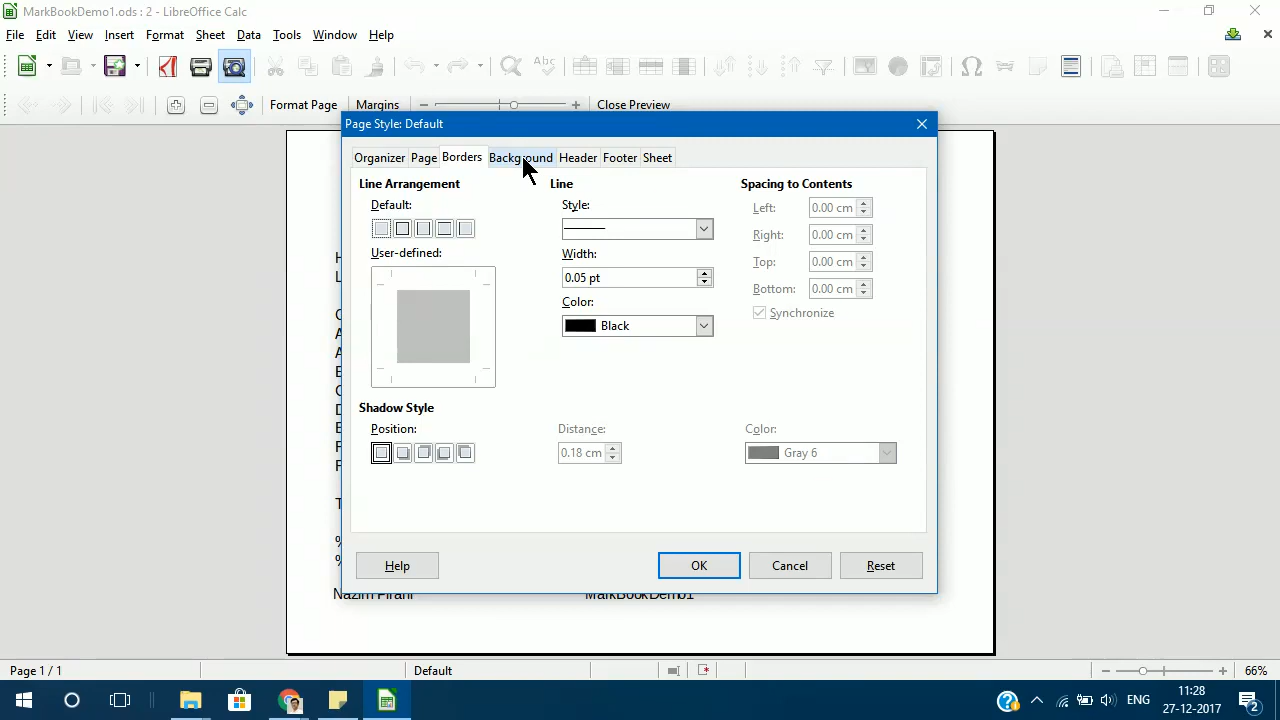 MarkBookDemo1.ods : 2 - LibreOffice Calc
File Edit View Insert Format Sheet Data Tools Window Help
Format Page Margins Close Preview
Page Style: Default
Organizer Page Borders Background Header Footer Sheet
Line Arrangement Line Spacing to Contents
Default: Style: Left: 0.00 cm
Right: 0.00 cm
User-defined: Width: Top: 0.00 cm
0.05 pt Bottom: 0.00 cm
Color: Synchronize
Black
Shadow Style
Position: Distance: Color:
0.18 cm Gray 6
Help OK Cancel Reset
Nazim Pirani MarkBookDemo1
Page 1 / 1 Default 66%
ENG 11:28
27-12-2017 2